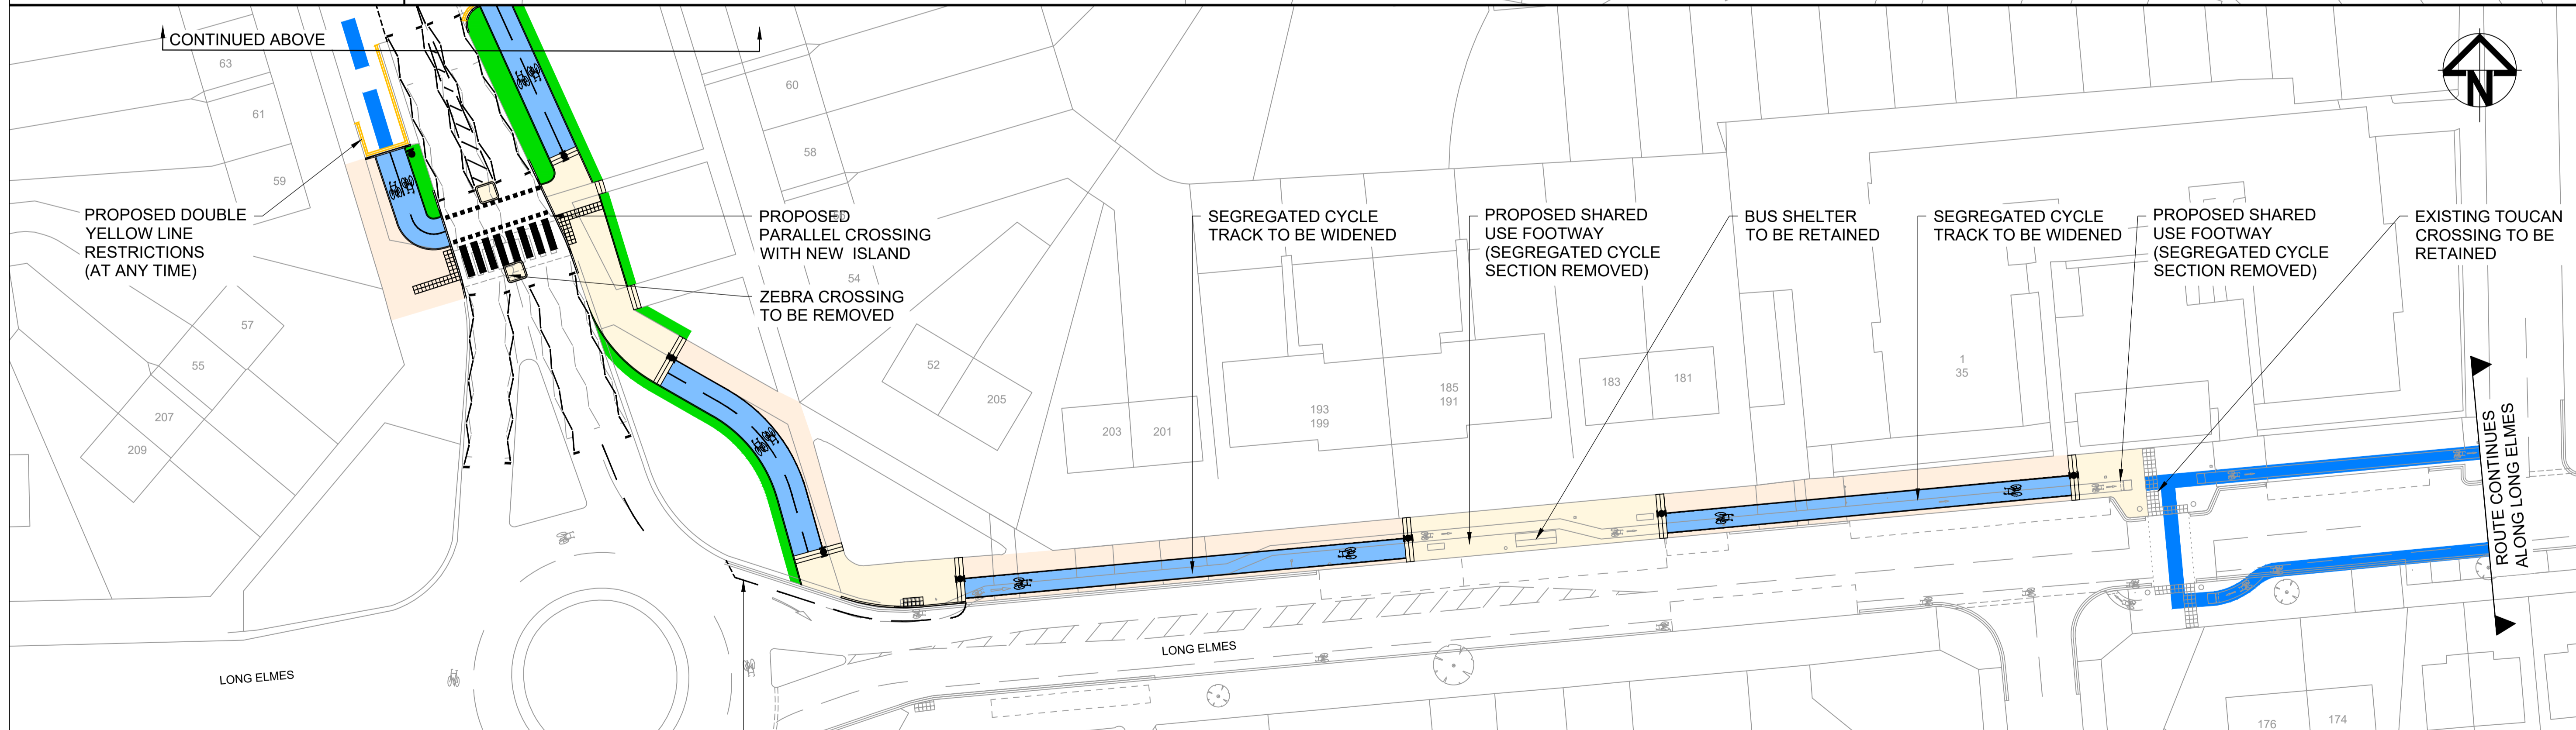 CONTINUED ABOVE
63
61
59
60
58
PROPOSED DOUBLE
YELLOW LINE
RESTRICTIONS
(AT ANY TIME)
PROPOSED
PARALLEL CROSSING
WITH NEW ISLAND
54
ZEBRA CROSSING
TO BE REMOVED
SEGREGATED CYCLE
TRACK TO BE WIDENED
PROPOSED SHARED
USE FOOTWAY
(SEGREGATED CYCLE
SECTION REMOVED)
BUS SHELTER
TO BE RETAINED
SEGREGATED CYCLE
TRACK TO BE WIDENED
PROPOSED SHARED
USE FOOTWAY
(SEGREGATED CYCLE
SECTION REMOVED)
EXISTING TOUCAN
CROSSING TO BE
RETAINED
N
57
55
207
209
52
205
203
201
193
199
185
191
183
181
1
35
ROUTE CONTINUES
ALONG LONG ELMES
LONG ELMES
LONG ELMES
176
174